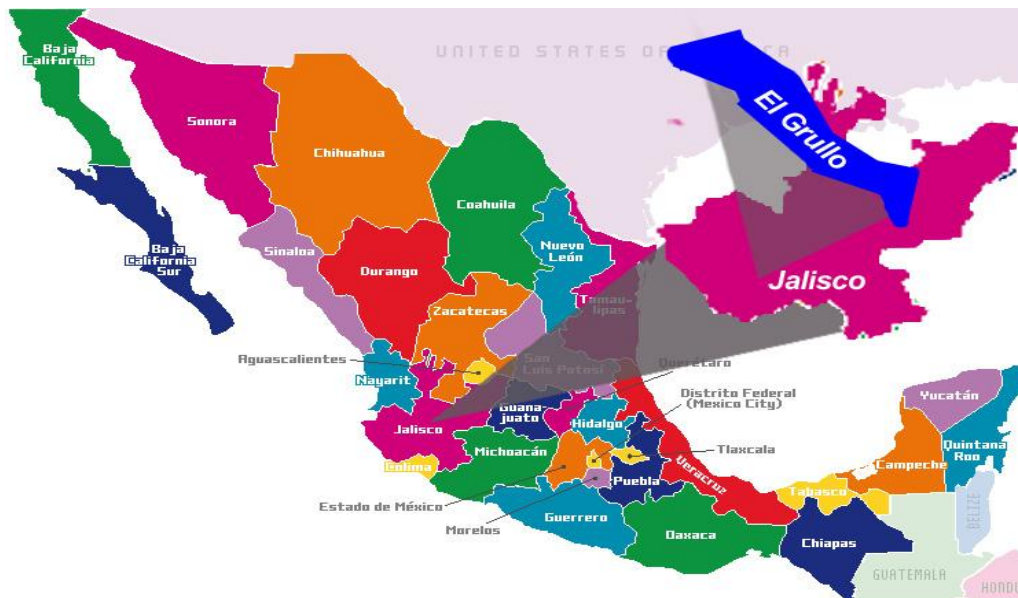 UNITED STATES OF AMERICA
Baja
California
Sonora
Chihuahua
El Grullo
Coahuila
Baja
California
Sur
Sinaloa
Nuevo
León
Durango
Jalisco
Tamau-
lipas
Zacatecas
Aguascalientes
San
Luis Potosí
Querétaro
Nayarit
Distrito Federal
(Mexico City)
Yucatán
Guana-
juato
Hidalgo
Jalisco
Michoacán
Tlaxcala
Quintana
Roo
Colima
Campeche
Veracruz
Puebla
Tabasco
Estado de México
Guerrero
Morelos
Oaxaca
Chiapas
BELIZE
GUATEMALA
HONDU